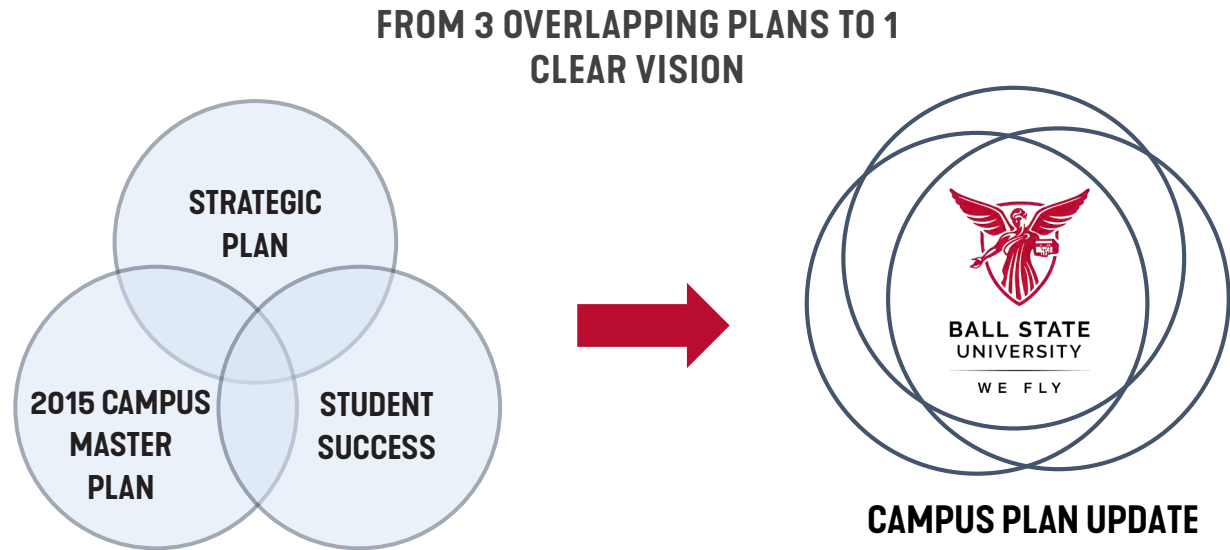 FROM 3 OVERLAPPING PLANS TO 1
CLEAR VISION
STRATEGIC
PLAN
2015 CAMPUS
MASTER
PLAN
STUDENT
SUCCESS
BALL STATE
UNIVERSITY
WE FLY
CAMPUS PLAN UPDATE